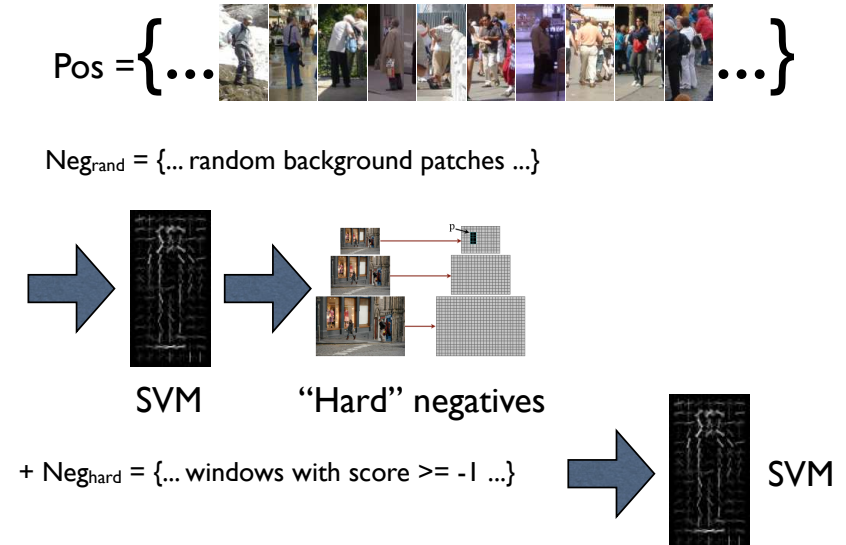 Pos ={... ...}
Neg_rand = {... random background patches ...}
p
SVM
“Hard” negatives
+ Neg_hard = {... windows with score >= -1 ...}
SVM